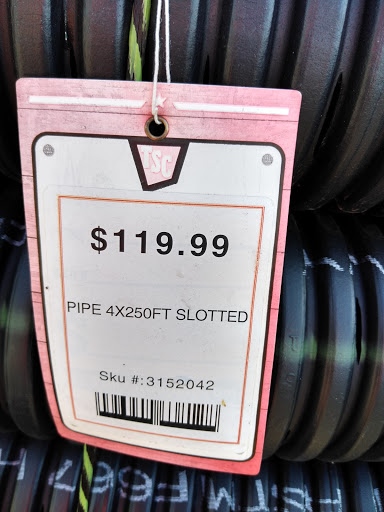 TSC
$119.99
PIPE 4X250FT SLOTTED
Sku #:3152042